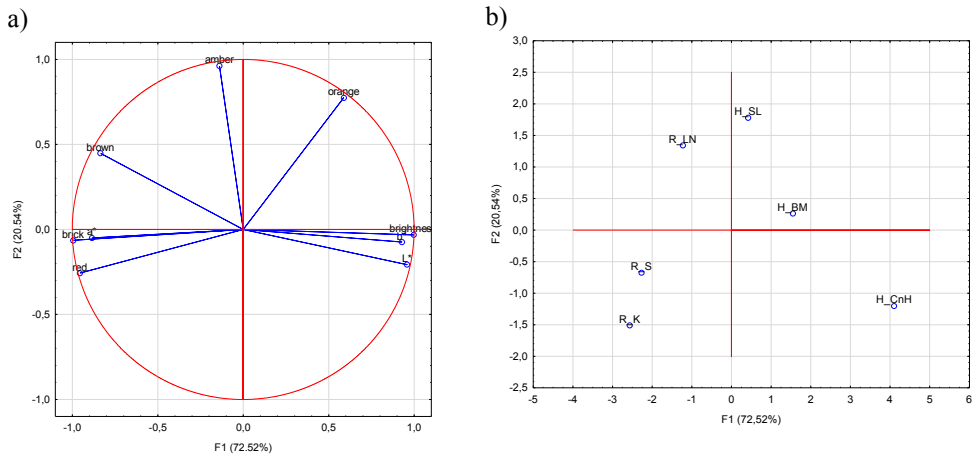 a)
1,0
0,5
0,0
-0,5
-1,0
F2 (20.54%)
amber
orange
brown
brick
a*
red
brightnes
L*
-1,0 -0,5 0,0 0,5 1,0
F1 (72.52%)
b)
3,0
2,5
2,0
1,5
1,0
0,5
0,0
-0,5
-1,0
-1,5
-2,0
-2,5
F2 (20,54%)
H_SL
R_LN
H_BM
R_S
H_CnH
R_K
-5 -4 -3 -2 -1 0 1 2 3 4 5 6
F1 (72,52%)